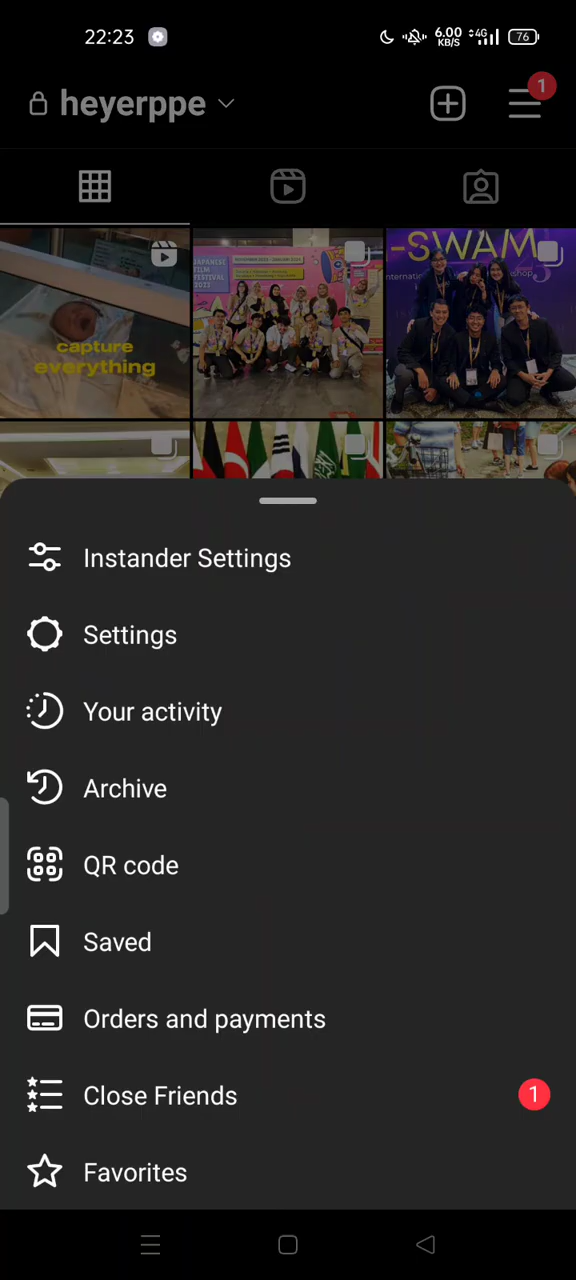 22:23
6.00
KB/S
4G
76
heyerppe
1
JAPANESE
FILM
FESTIVAL
2023
-SWAM
capture
everything
Instander Settings
Settings
Your activity
Archive
QR code
Saved
Orders and payments
Close Friends
1
Favorites